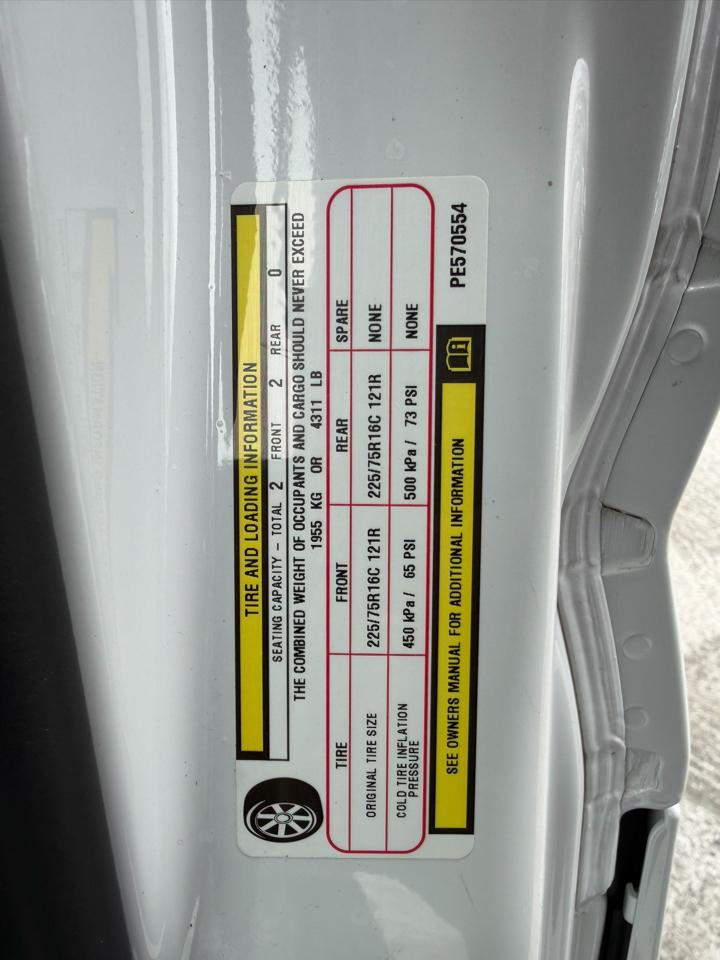 TIRE AND LOADING INFORMATION
SEATING CAPACITY - TOTAL 2 FRONT 2 REAR 0
THE COMBINED WEIGHT OF OCCUPANTS AND CARGO SHOULD NEVER EXCEED
1955 KG OR 4311 LB
TIRE FRONT REAR SPARE
ORIGINAL TIRE SIZE 225/75R16C 121R 225/75R16C 121R NONE
COLD TIRE INFLATION PRESSURE 450 kPa / 65 PSI 500 kPa / 73 PSI NONE
SEE OWNERS MANUAL FOR ADDITIONAL INFORMATION
PE570554